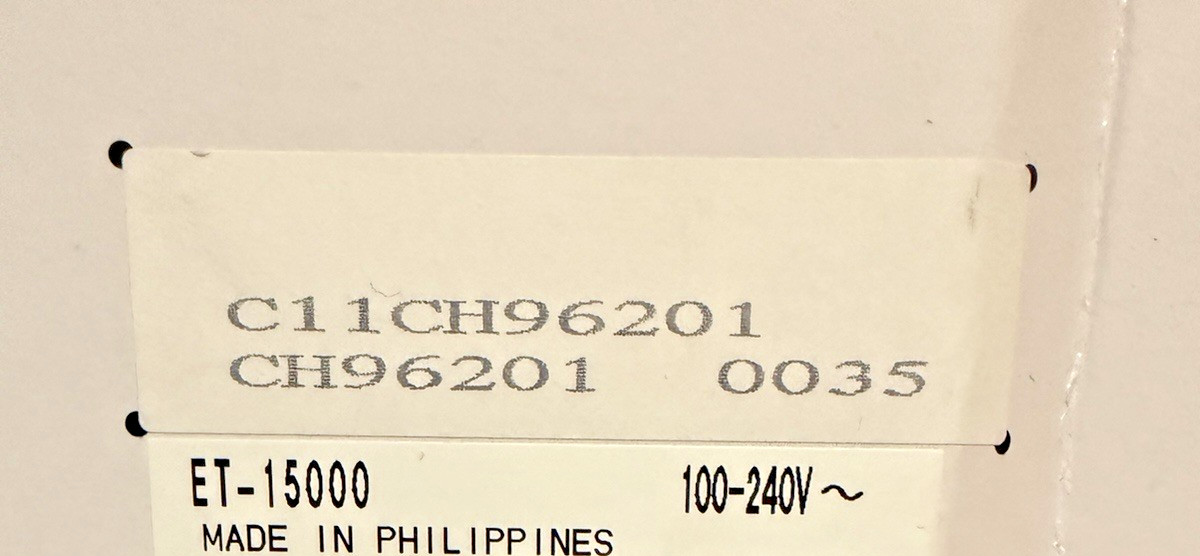 C11CH96201
CH96201 0035
ET-15000 100-240V~
MADE IN PHILIPPINES